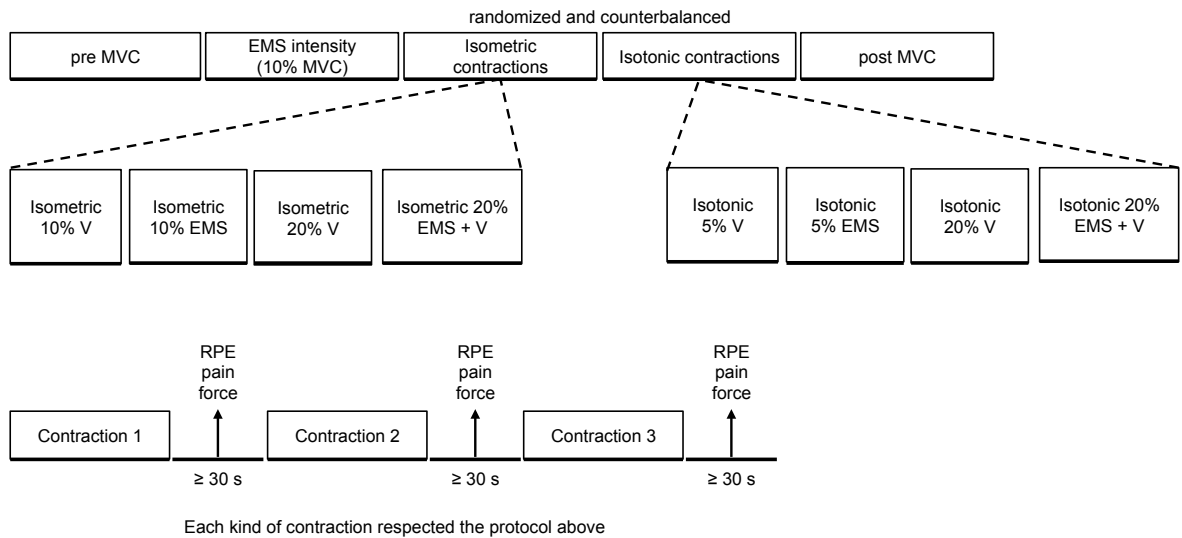 randomized and counterbalanced
pre MVC
EMS intensity
(10% MVC)
Isometric
contractions
Isotonic contractions
post MVC
Isometric
10% V
Isometric
10% EMS
Isometric
20% V
Isometric 20%
EMS + V
Isotonic
5% V
Isotonic
5% EMS
Isotonic
20% V
Isotonic 20%
EMS + V
RPE
pain
force
RPE
pain
force
RPE
pain
force
Contraction 1
Contraction 2
Contraction 3
≥ 30 s
≥ 30 s
≥ 30 s
Each kind of contraction respected the protocol above